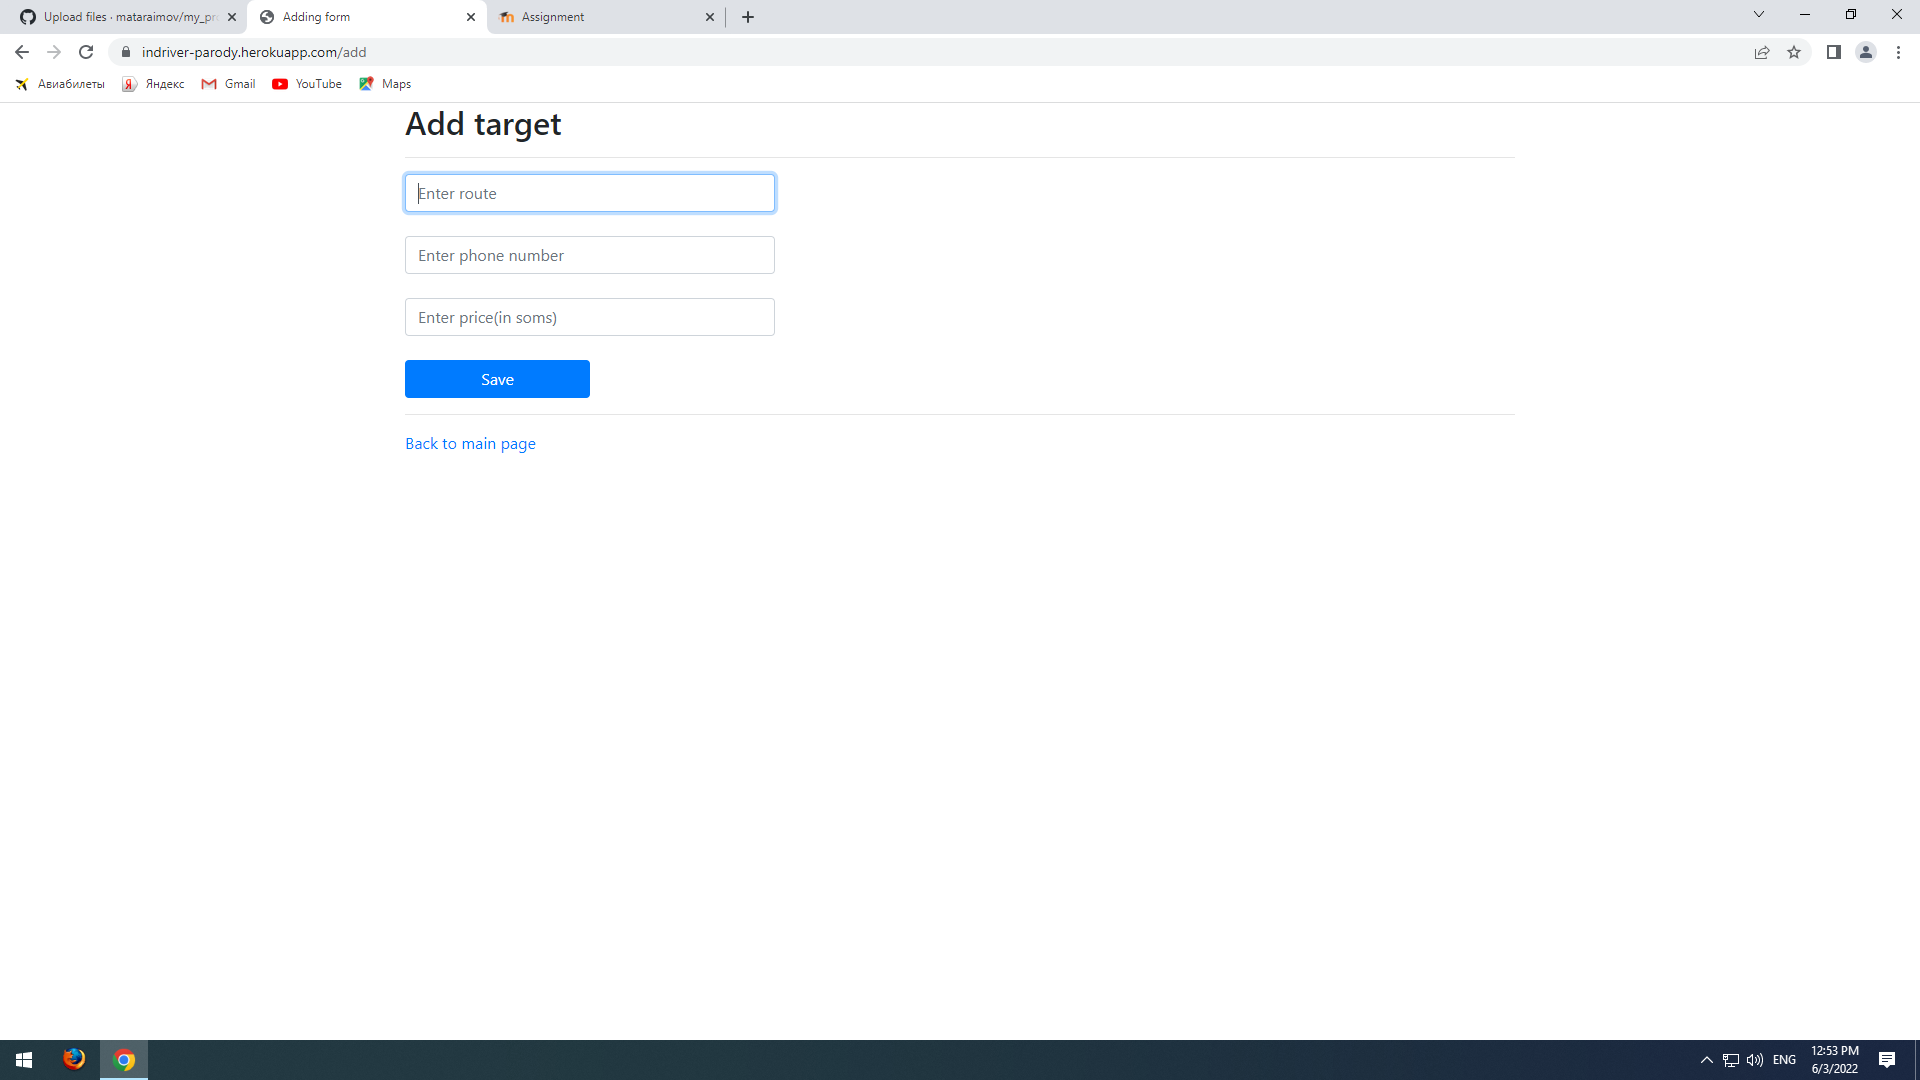 Upload files · mataraimov/my_pr
Adding form
Assignment
indriver-parody.herokuapp.com/add
Авиабилеты
Яндекс
Gmail
YouTube
Maps
Add target
Enter route
Enter phone number
Enter price(in soms)
Save
Back to main page
ENG
12:53 PM
6/3/2022